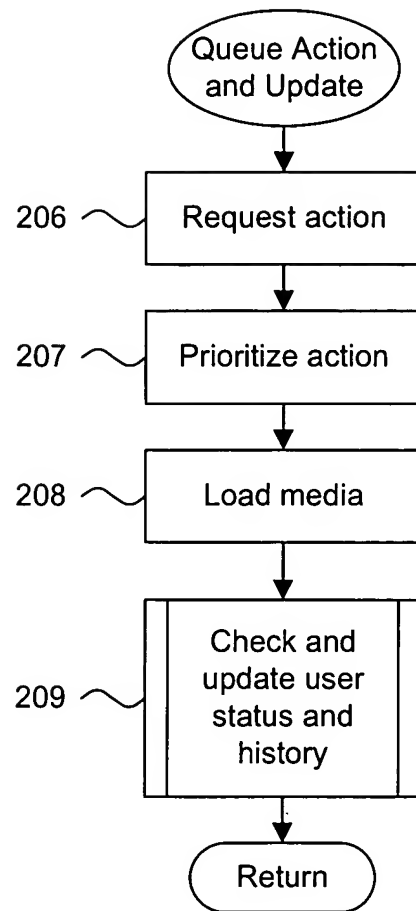 Queue Action
and Update
206
Request action
207
Prioritize action
208
Load media
209
Check and
update user
status and
history
Return